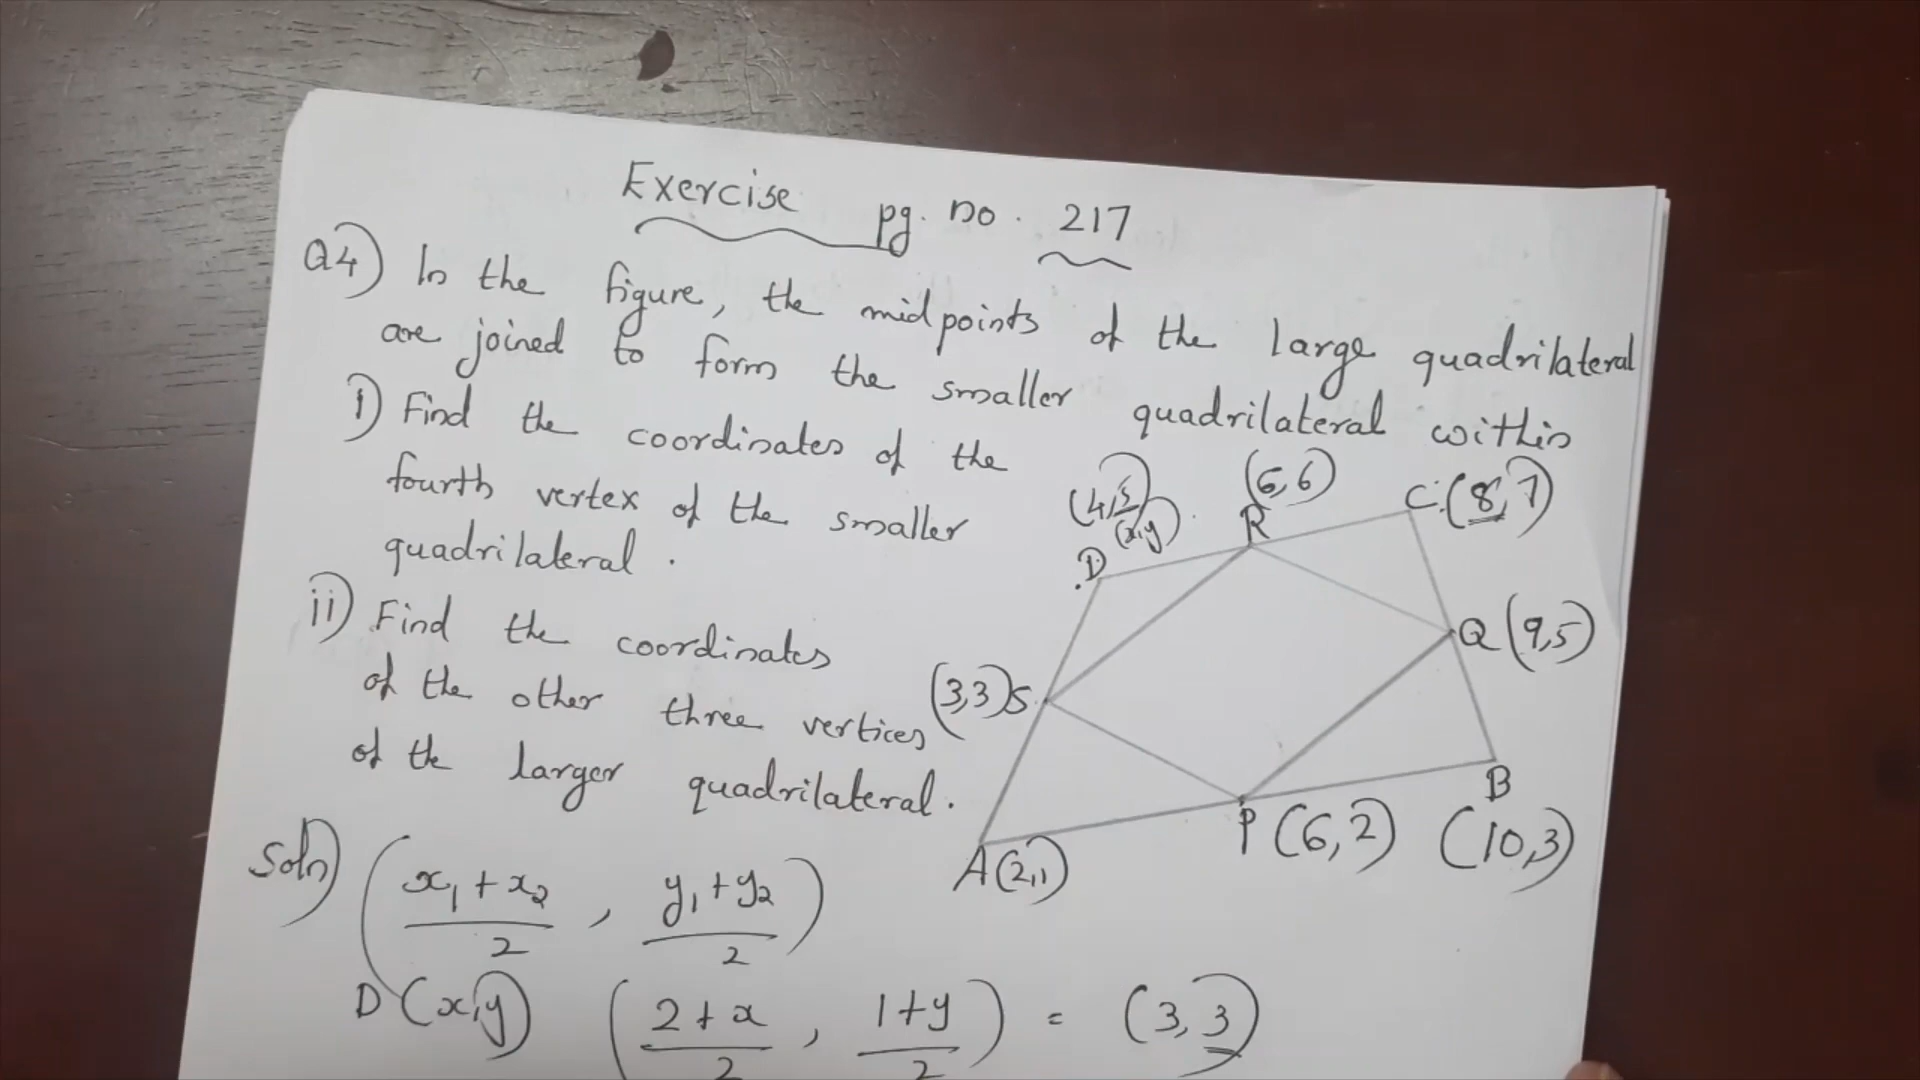 Exercise pg. no. 217
Q4) In the figure, the midpoints of the large quadrilateral
are joined to form the smaller quadrilateral within
i) Find the coordinates of the
fourth vertex of the smaller
quadrilateral.
ii) Find the coordinates
of the other three vertices
of the larger quadrilateral.
(4,5)
(x,y)
D
(6,6)
R
C (8,7)
Q (9,5)
(3,3) S
B
(10,3)
P (6,2)
A (2,1)
Soln) (x₁+x₂/2, y₁+y₂/2)
D(x,y) (2+x/2, 1+y/2) = (3,3)